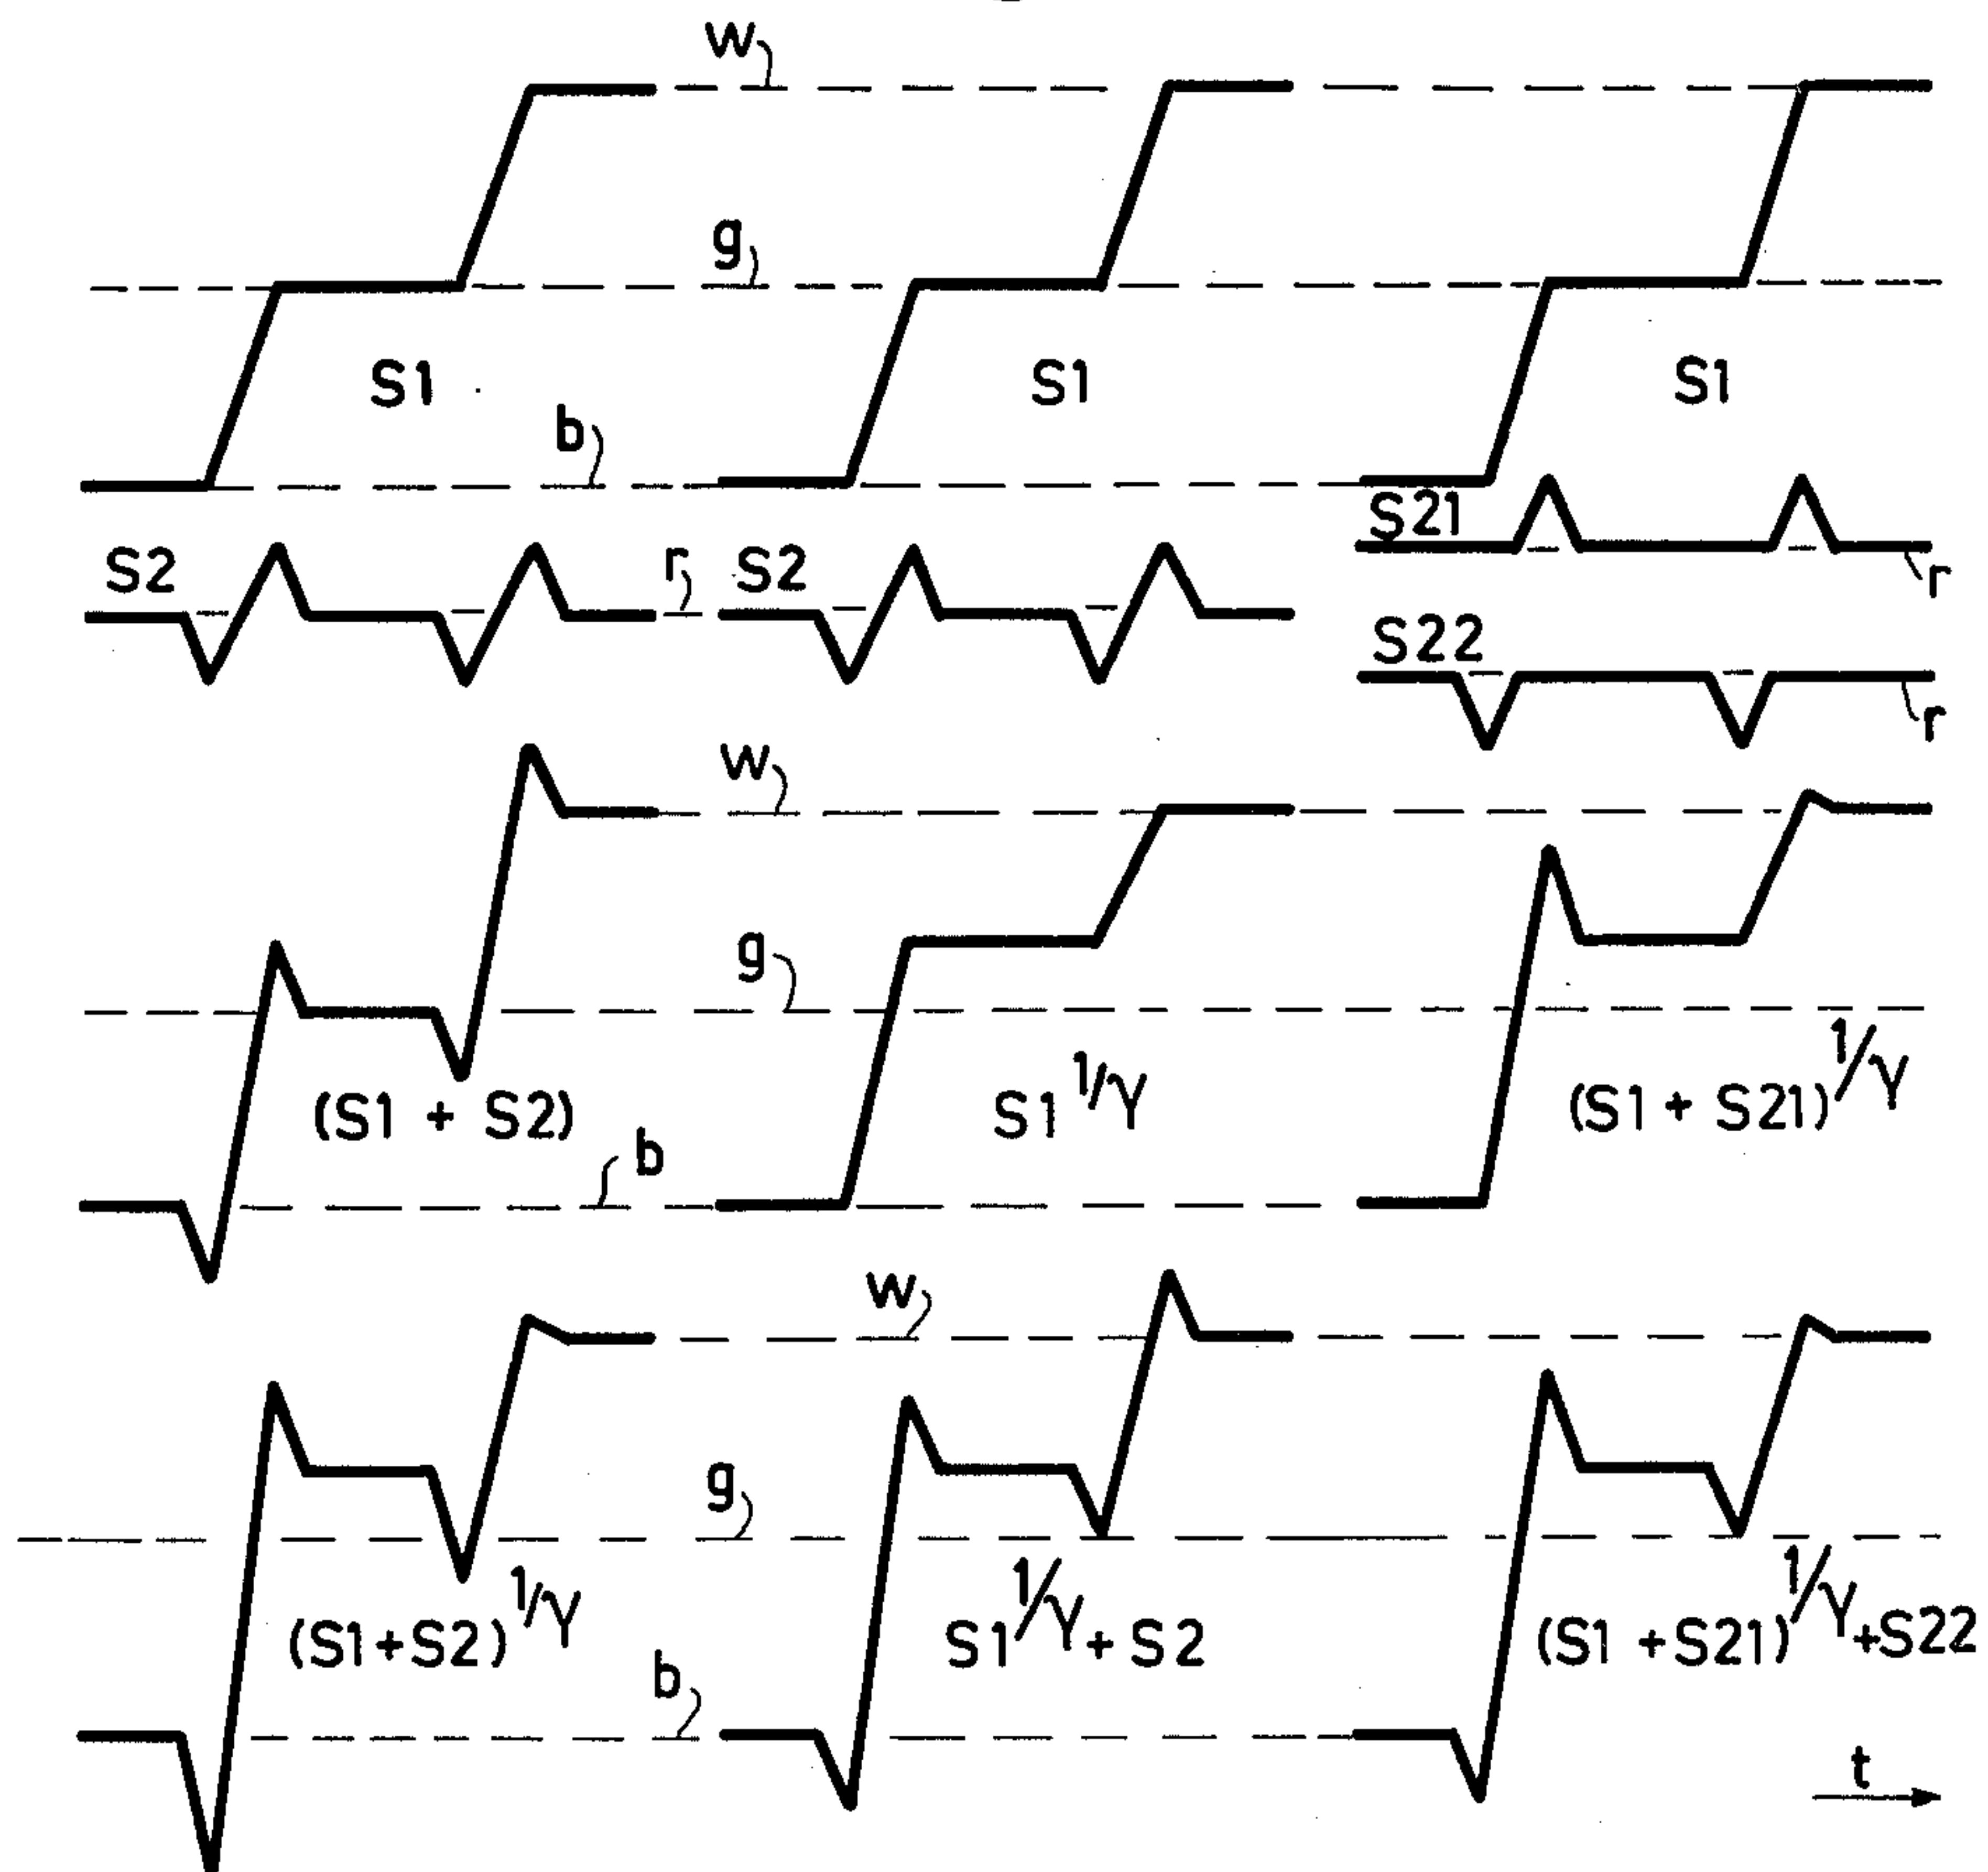 w
g
S1 S1 S1
b
S21
S2 r S2 r
S22
r
w
g
(S1 + S2) S1 1/γ (S1 + S21) 1/γ
b
w
g
(S1+S2) 1/γ S1 1/γ + S2 (S1 + S21) 1/γ +S22
b
t